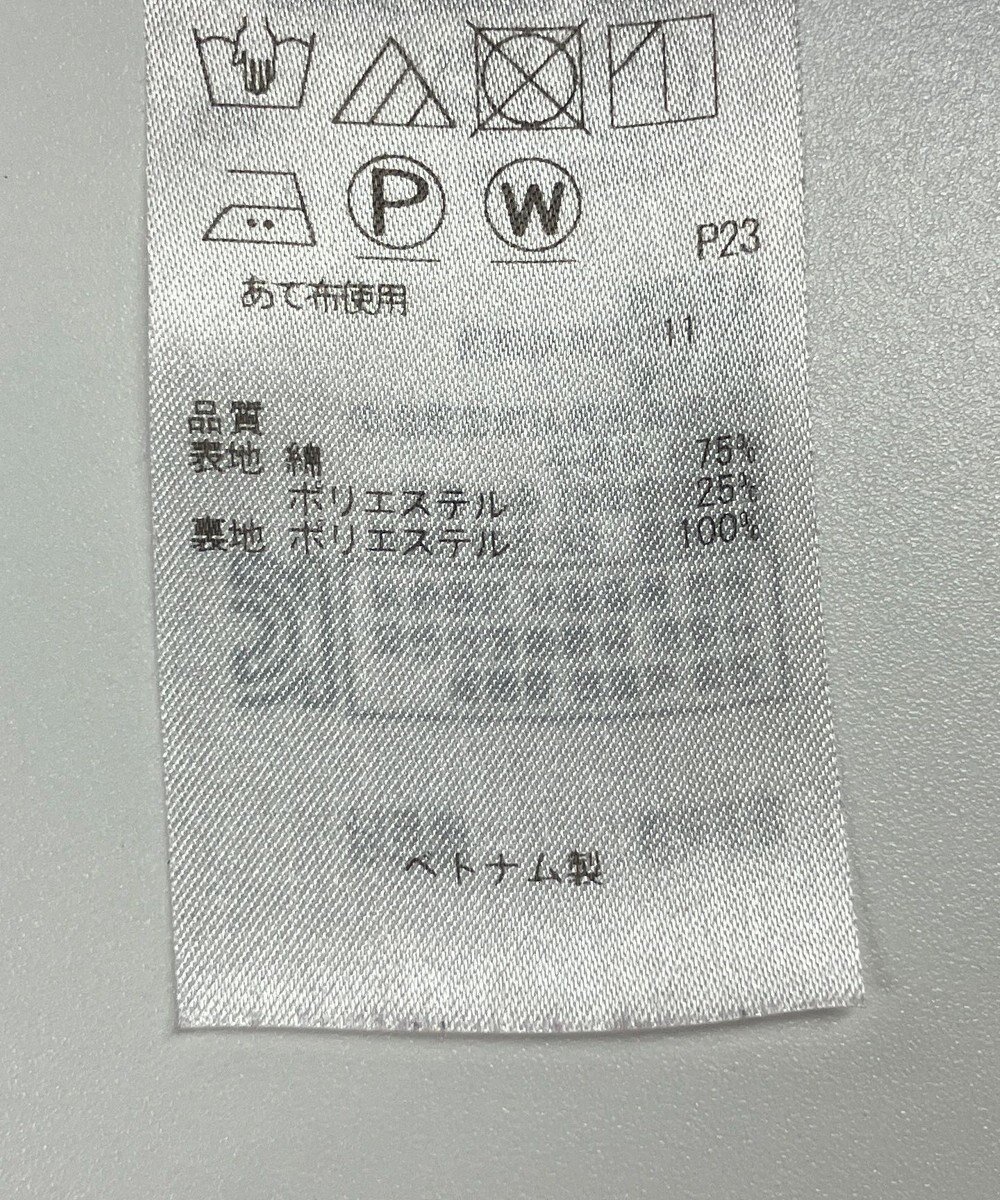 P W
P23
あて布使用
11
品質
表地 綿 75%
ポリエステル 25%
裏地 ポリエステル 100%
ベトナム製